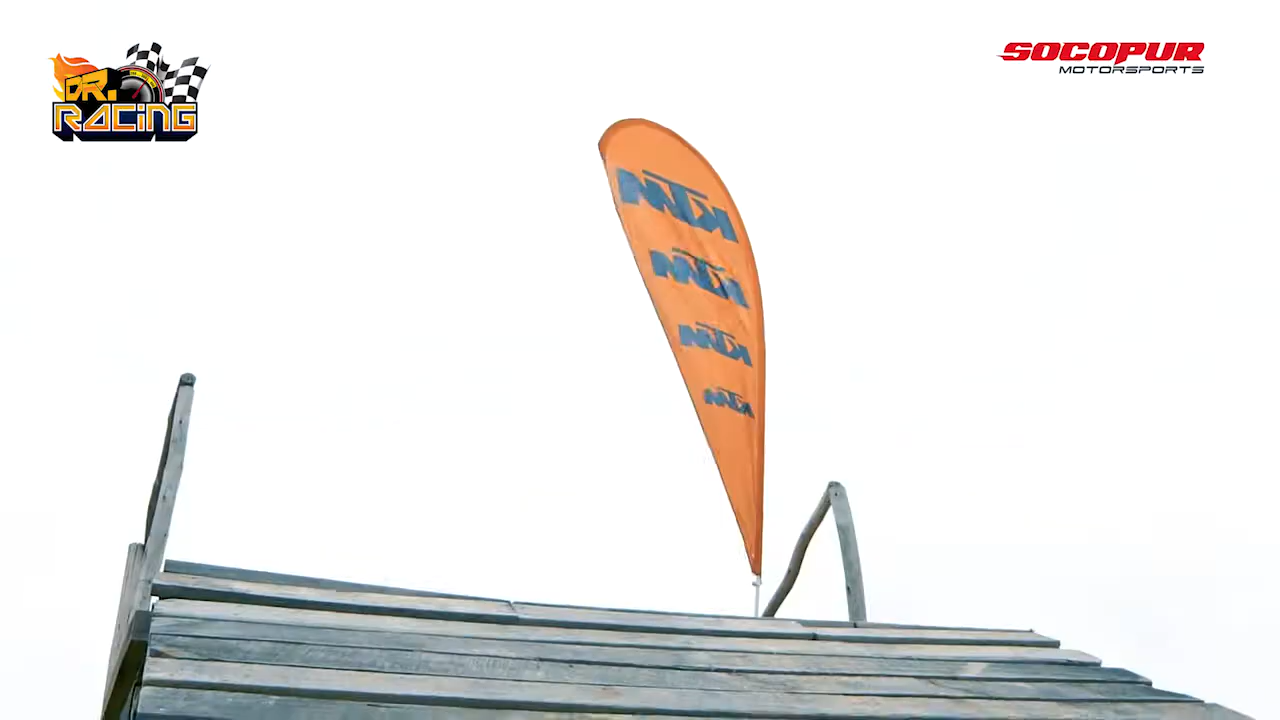 DR.
RACING
SOCOPUR
MOTORSPORTS
KTM
KTM
KTM
KTM